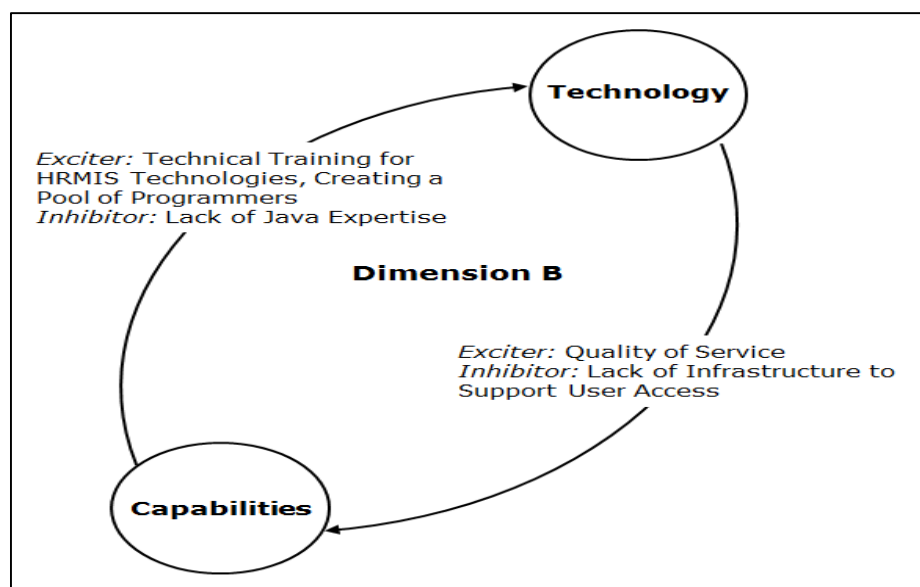 Technology
Exciter: Technical Training for
HRMIS Technologies, Creating a
Pool of Programmers
Inhibitor: Lack of Java Expertise
Dimension B
Exciter: Quality of Service
Inhibitor: Lack of Infrastructure to
Support User Access
Capabilities